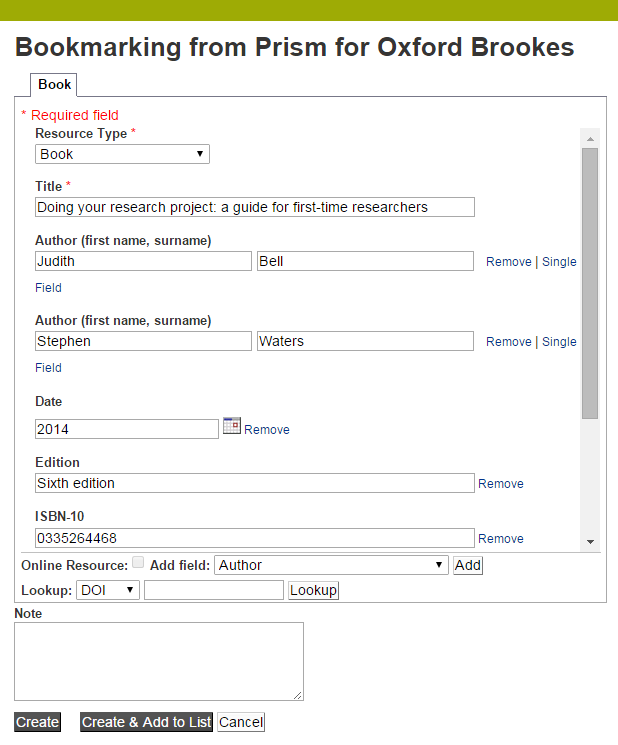 Bookmarking from Prism for Oxford Brookes
Book
* Required field
Resource Type *
Book
Title *
Doing your research project: a guide for first-time researchers
Author (first name, surname)
Judith Bell Remove | Single
Field
Author (first name, surname)
Stephen Waters Remove | Single
Field
Date
2014 Remove
Edition
Sixth edition Remove
ISBN-10
0335264468 Remove
Online Resource: Add field: Author Add
Lookup: DOI Lookup
Note
Create Create & Add to List Cancel